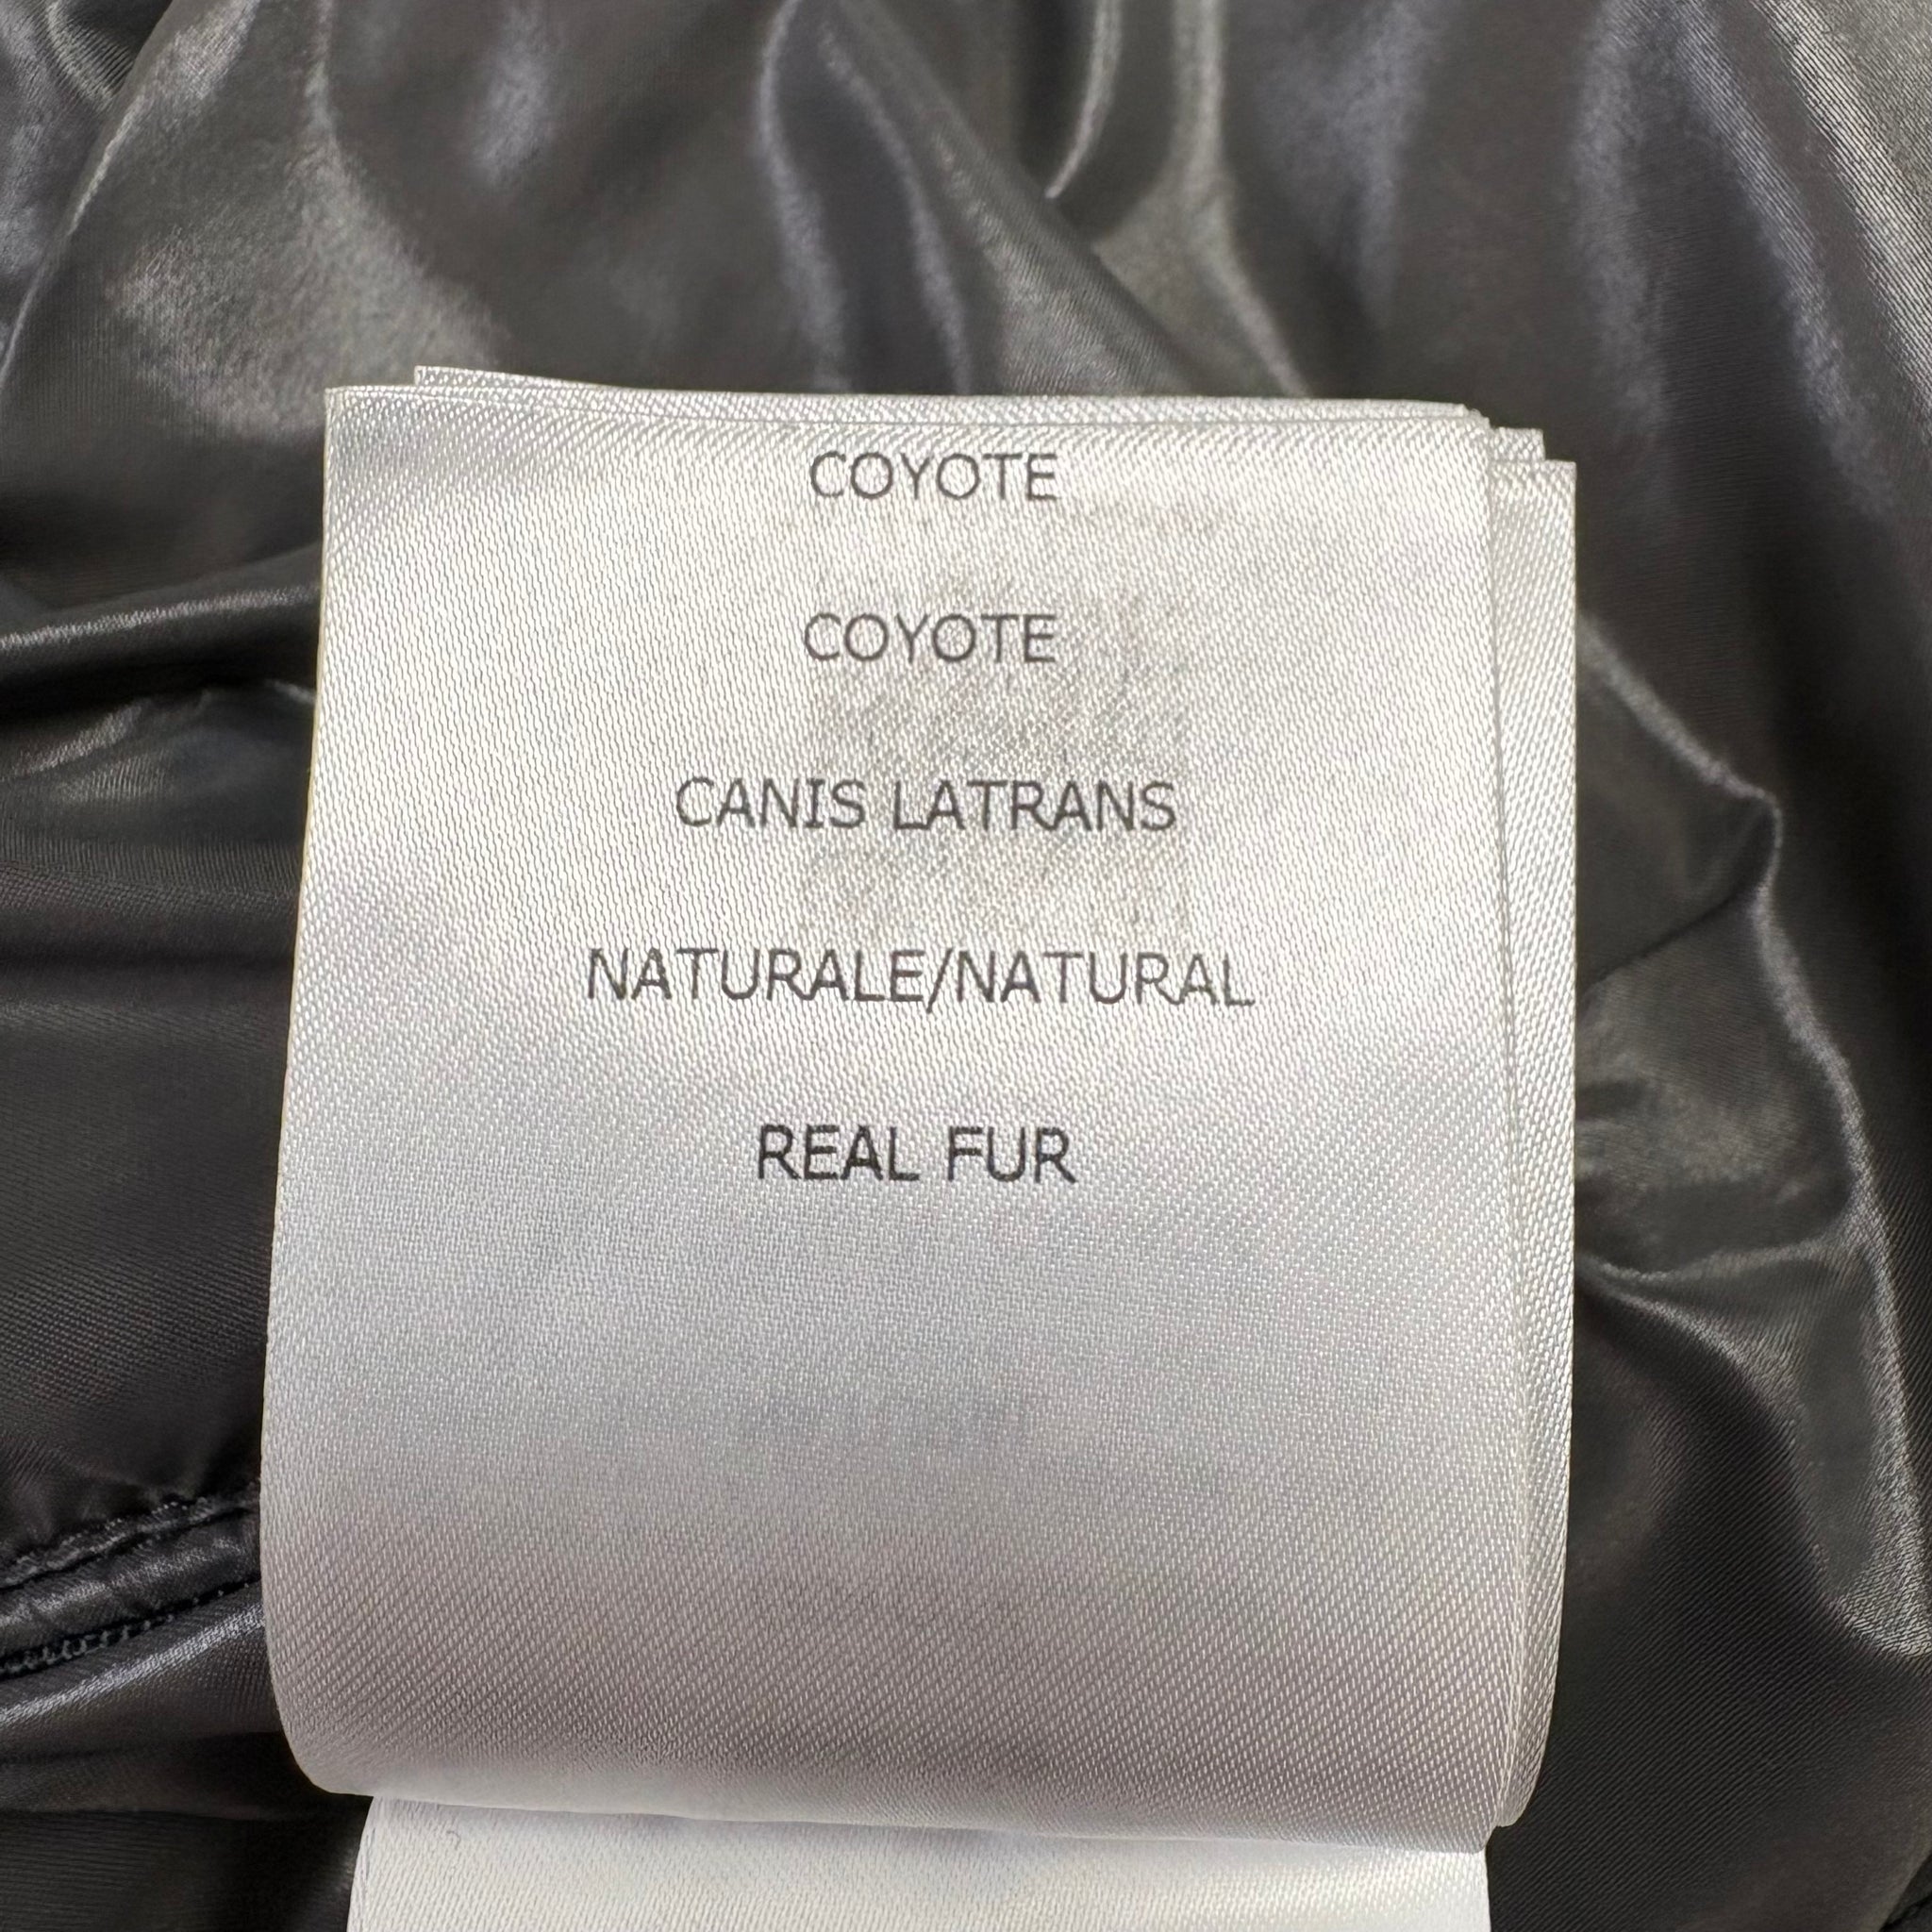 COYOTE
COYOTE
CANIS LATRANS
NATURALE/NATURAL
REAL FUR